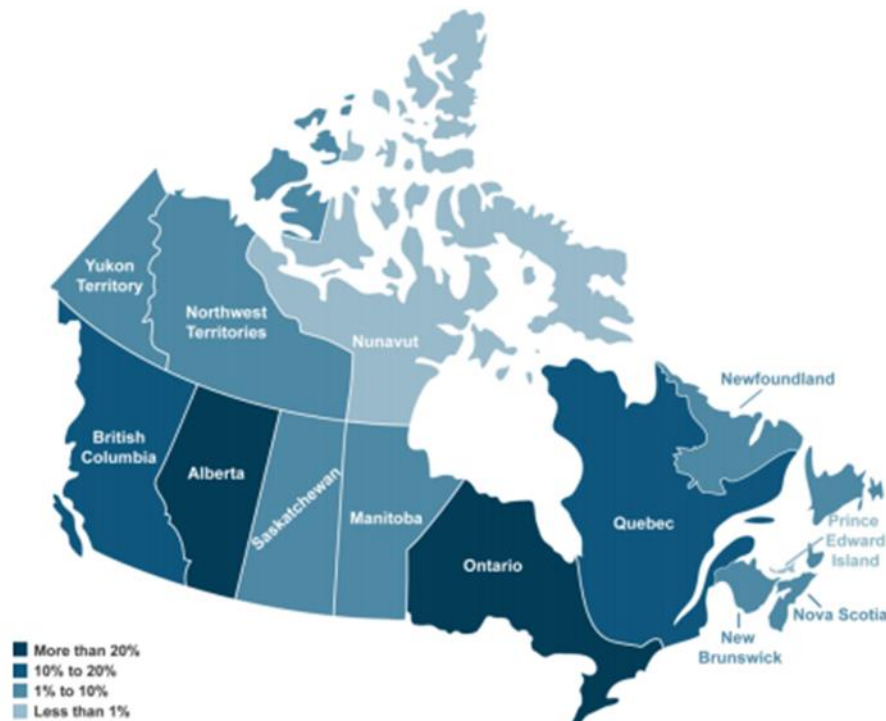 Yukon
Territory
Northwest
Territories
Nunavut
Newfoundland
British
Columbia
Alberta
Saskatchewan
Manitoba
Ontario
Quebec
Prince
Edward
Island
Nova Scotia
New
Brunswick
More than 20%
10% to 20%
1% to 10%
Less than 1%